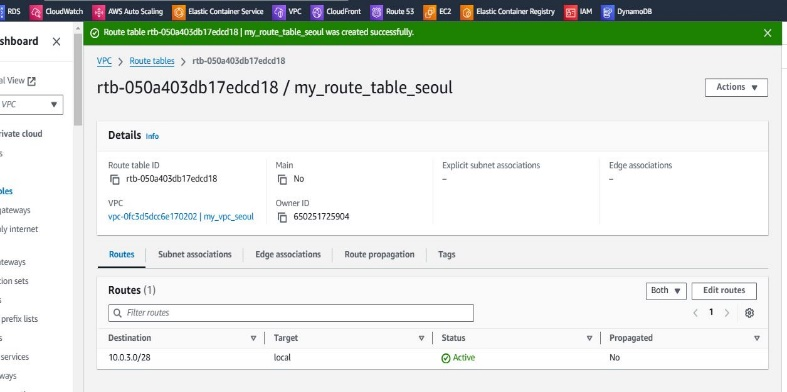 RDS CloudWatch AWS Auto Scaling Elastic Container Service VPC CloudFront Route 53 EC2 Elastic Container Registry IAM DynamoDB
shboard
Route table rtb-050a403db17edcd18 | my_route_table_seoul was created successfully.
al View
VPC
VPC > Route tables > rtb-050a403db17edcd18
rtb-050a403db17edcd18 / my_route_table_seoul
Actions
rivate cloud
s
bles
gateways
ly internet
teways
tion sets
s
prefix lists
s
services
ways
Details Info
Route table ID
rtb-050a403db17edcd18
Main
No
Explicit subnet associations
–
Edge associations
–
VPC
vpc-0fc3d5dcc6e170202 | my_vpc_seoul
Owner ID
650251725904
Routes Subnet associations Edge associations Route propagation Tags
Routes (1)
Both
Edit routes
Filter routes
1
Destination Target Status Propagated
10.0.3.0/28 local Active No